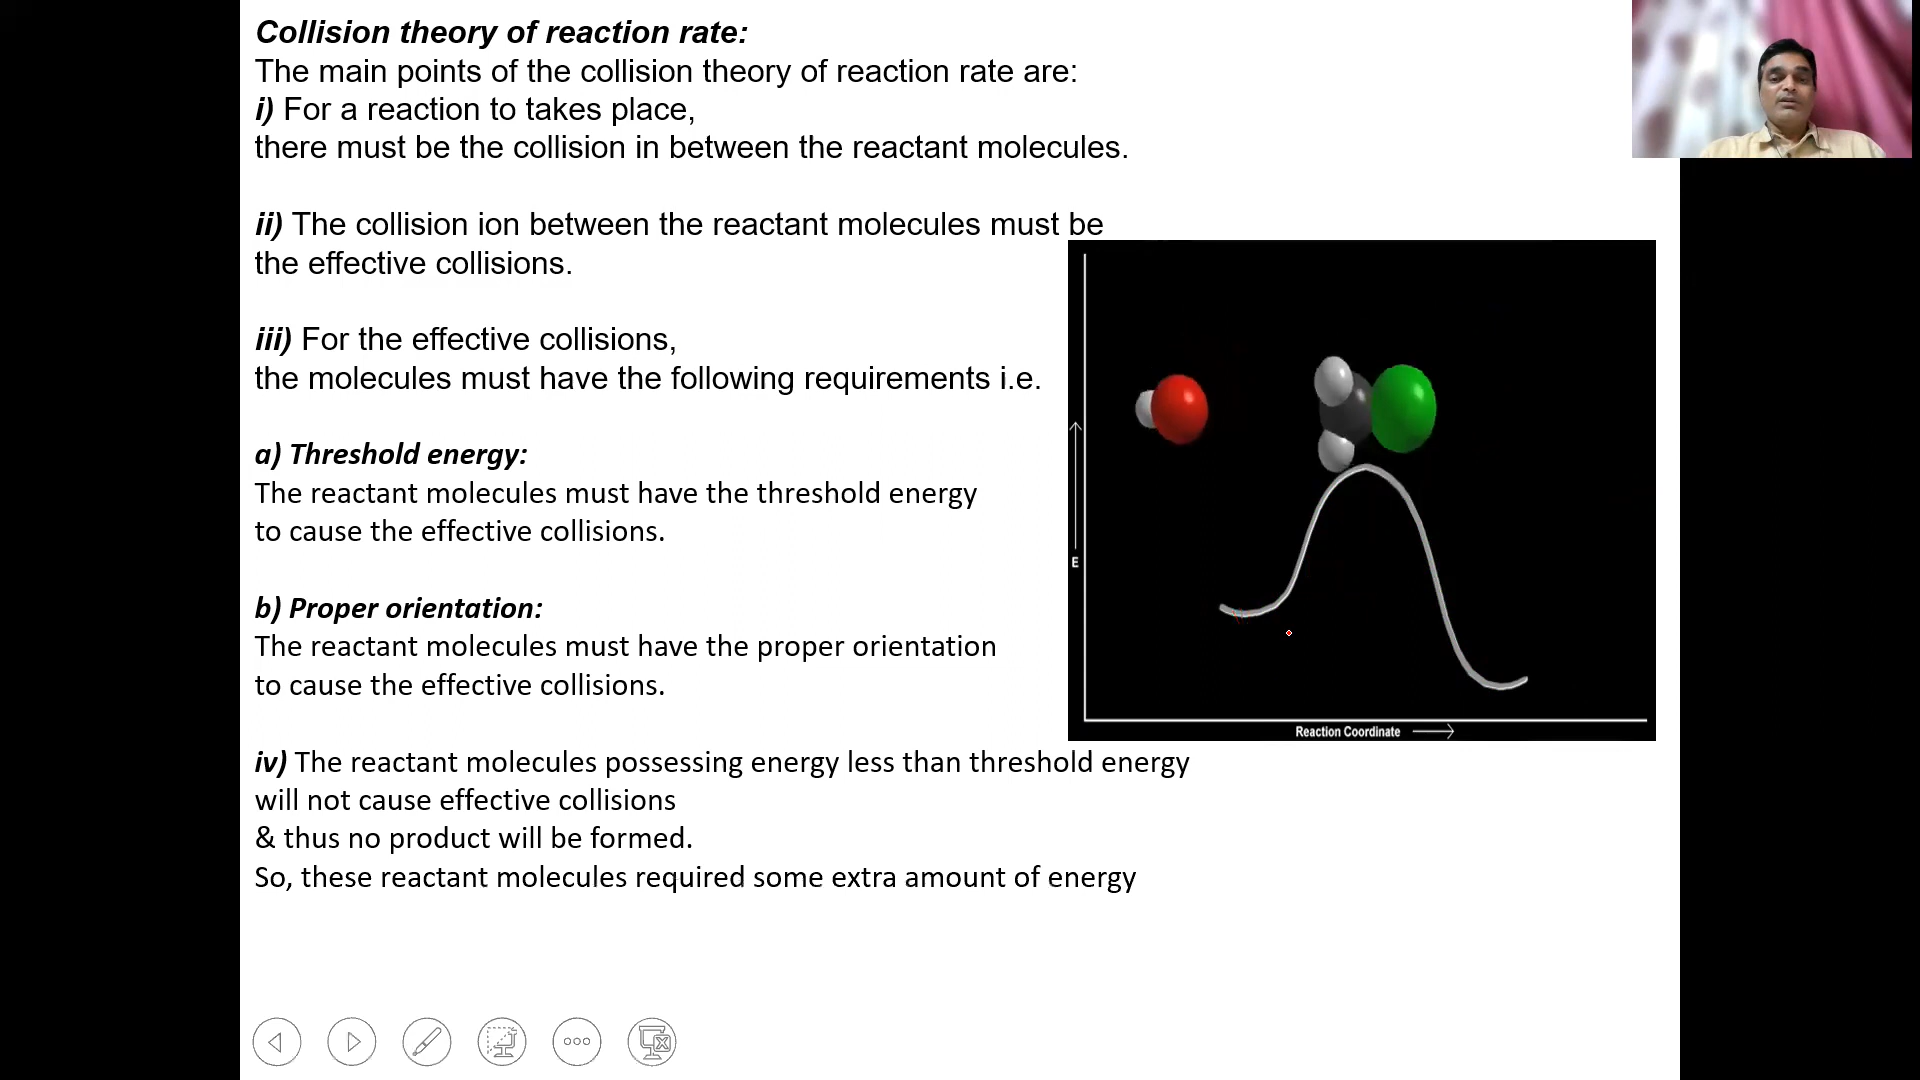 Collision theory of reaction rate:
The main points of the collision theory of reaction rate are:
i) For a reaction to takes place,
there must be the collision in between the reactant molecules.
ii) The collision ion between the reactant molecules must be
the effective collisions.
iii) For the effective collisions,
the molecules must have the following requirements i.e.
a) Threshold energy:
The reactant molecules must have the threshold energy
to cause the effective collisions.
b) Proper orientation:
The reactant molecules must have the proper orientation
to cause the effective collisions.
E
Reaction Coordinate
iv) The reactant molecules possessing energy less than threshold energy
will not cause effective collisions
& thus no product will be formed.
So, these reactant molecules required some extra amount of energy